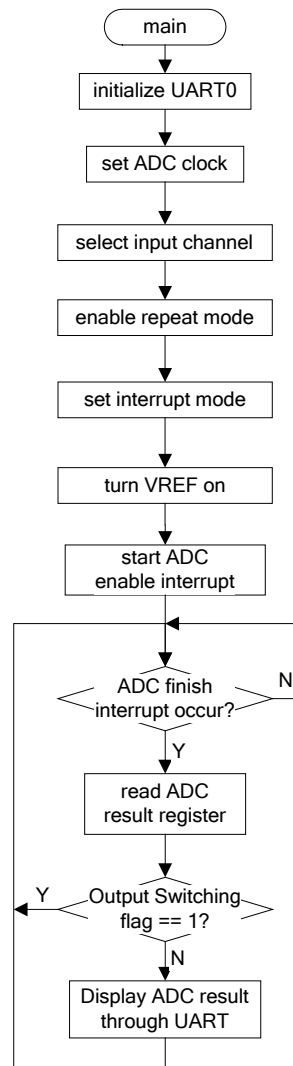 main
initialize UART0
set ADC clock
select input channel
enable repeat mode
set interrupt mode
turn VREF on
start ADC
enable interrupt
ADC finish
interrupt occur?
N
Y
read ADC
result register
Y
Output Switching
flag == 1?
N
Display ADC result
through UART